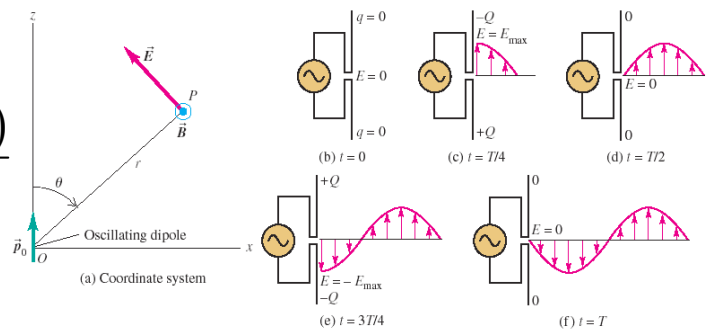 z
E
P
B
)
r
θ
Oscillating dipole
p0
O
x
(a) Coordinate system
q = 0
E = 0
q = 0
(b) t = 0
–Q
E = Emax
+Q
(c) t = T/4
0
E = 0
0
(d) t = T/2
+Q
E = – Emax
–Q
(e) t = 3T/4
0
E = 0
0
(f) t = T